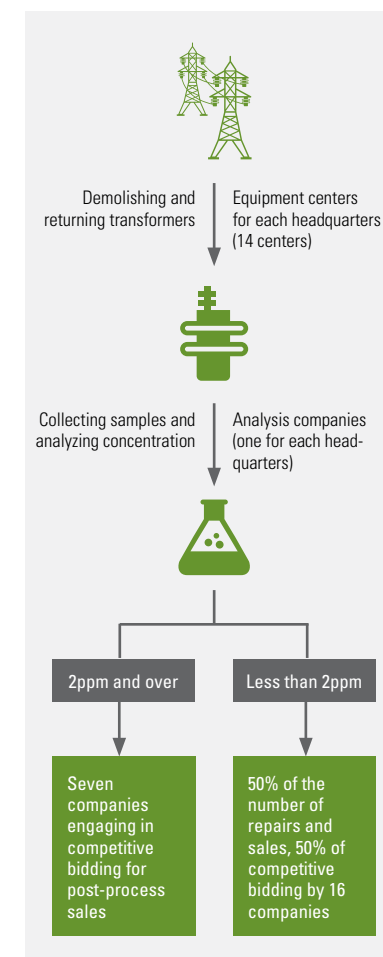 Demolishing and
returning transformers
Equipment centers
for each headquarters
(14 centers)
Collecting samples and
analyzing concentration
Analysis companies
(one for each head-
quarters)
2ppm and over
Less than 2ppm
Seven
companies
engaging in
competitive
bidding for
post-process
sales
50% of the
number of
repairs and
sales, 50% of
competitive
bidding by 16
companies